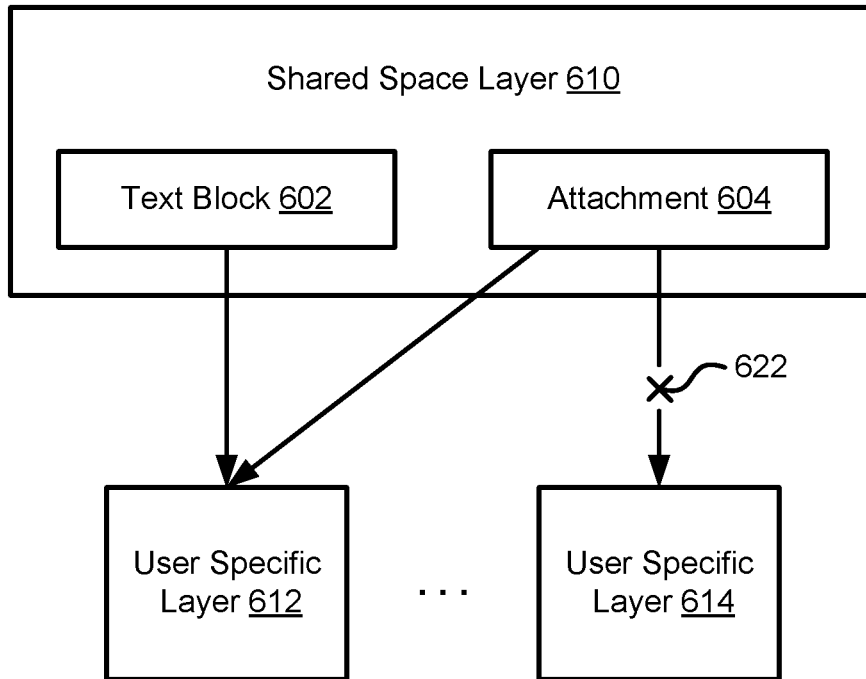 Shared Space Layer 610
Text Block 602
Attachment 604
622
User Specific
Layer 612
. . .
User Specific
Layer 614